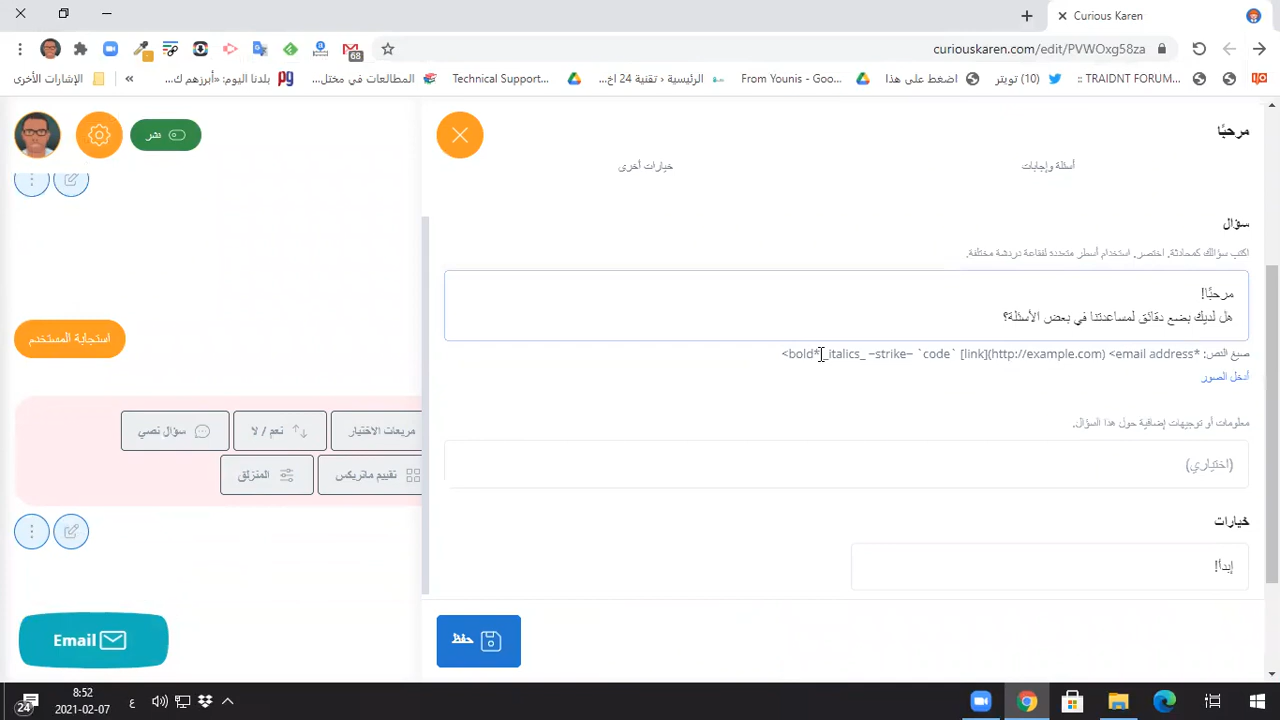 Curious Karen
curiouskaren.com/edit/PVWOxg58za
68
TRAIDNT FORUM... ::
(10) تويتر
اضغط على هذا
From Younis - Goo...
الرئيسية › تقنية 24 اخ...
Technical Support...
المطالعات في مختل...
بلدنا اليوم: «أبرزهم ك...
»
الإشارات الأخرى
مرحبًا
نشر
أسئلة وإجابات
خيارات أخرى
سؤال
اكتب سؤالك كمحادثة. اختصر. استخدام أسطر متعددة لفقاعة دردشة مختلفة.
مرحبًا!
هل لديك بضع دقائق لمساعدتنا في بعض الأسئلة؟
صيغ النص: *bold* _italics_ ~strike~ `code` [link](http://example.com) <email address>
أدخل الصور
استجابة المستخدم
معلومات أو توجيهات إضافية حول هذا السؤال.
(اختياري)
مربعات الاختيار
نعم / لا
سؤال نصي
تقييم ماتريكس
المنزلق
خيارات
إبدأ!
حفظ
Email
8:52
2021-02-07
ع
24